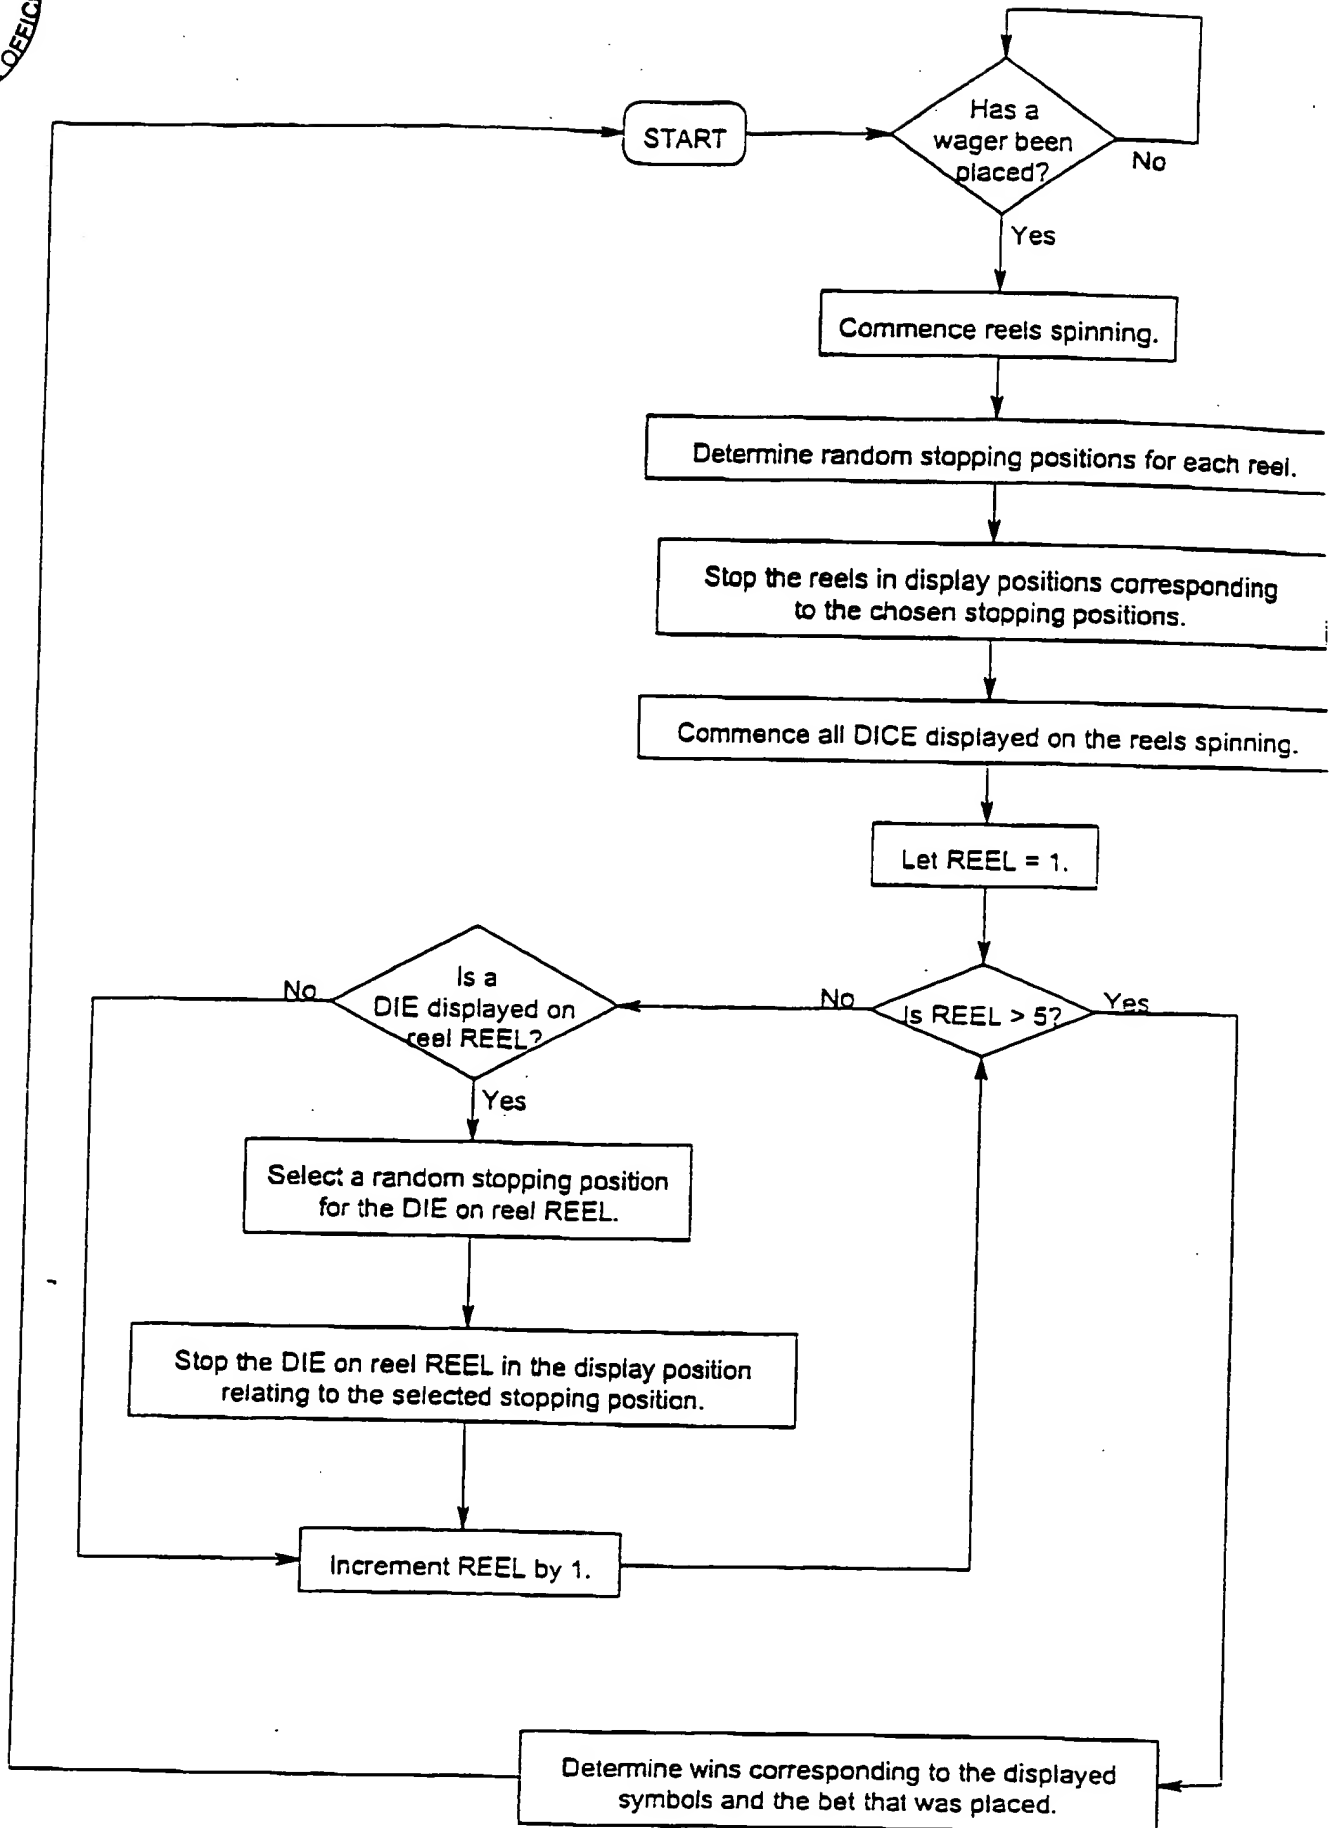 OFFIC
START
Has a
wager been
placed?
No
Yes
Commence reels spinning.
Determine random stopping positions for each reel.
Stop the reels in display positions corresponding
to the chosen stopping positions.
Commence all DICE displayed on the reels spinning.
Let REEL = 1.
Is REEL > 5?
Yes
No
Is a
DIE displayed on
reel REEL?
No
Yes
Select a random stopping position
for the DIE on reel REEL.
Stop the DIE on reel REEL in the display position
relating to the selected stopping position.
Increment REEL by 1.
Determine wins corresponding to the displayed
symbols and the bet that was placed.